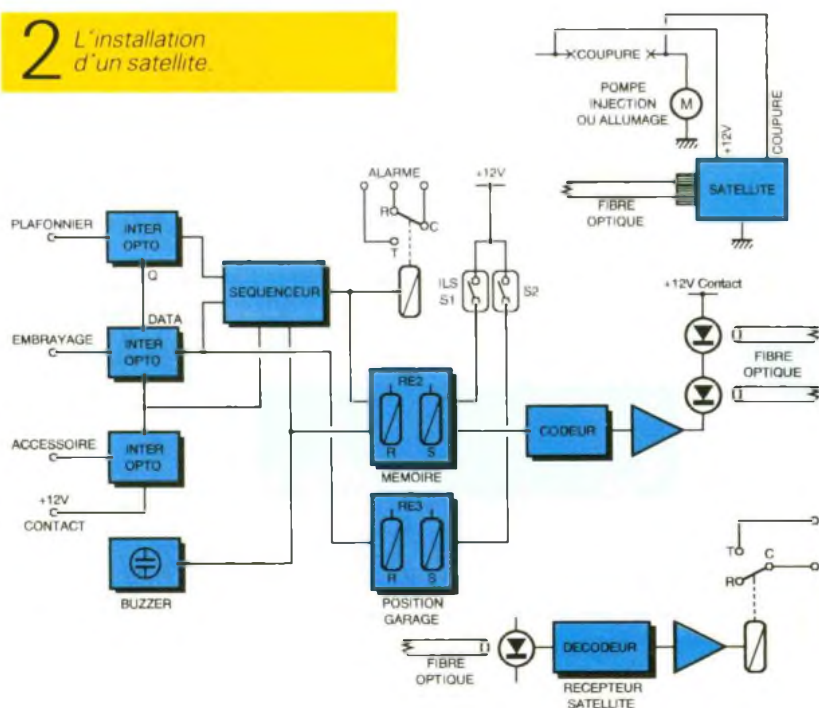 2 L'installation
d'un satellite.
COUPURE
POMPE
INJECTION
OU ALLUMAGE
M
+12V
COUPURE
SATELLITE
FIBRE
OPTIQUE
ALARME
R
C
T
+12V
PLAFONNIER
INTER
OPTO
Q
SEQUENCEUR
ILS
S1
S2
DATA
EMBRAYAGE
INTER
OPTO
+12V Contact
FIBRE
OPTIQUE
RE2
R S
MEMOIRE
CODEUR
ACCESSOIRE
INTER
OPTO
+12V
CONTACT
RE3
R S
POSITION
GARAGE
BUZZER
T
C
R
FIBRE
OPTIQUE
DECODEUR
RECEPTEUR
SATELLITE